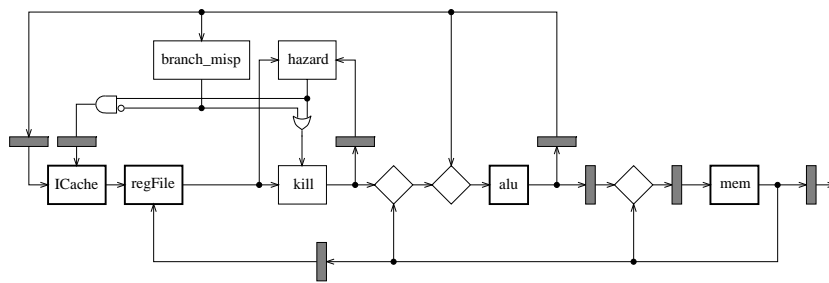 branch_misp
hazard
ICache
regFile
kill
alu
mem